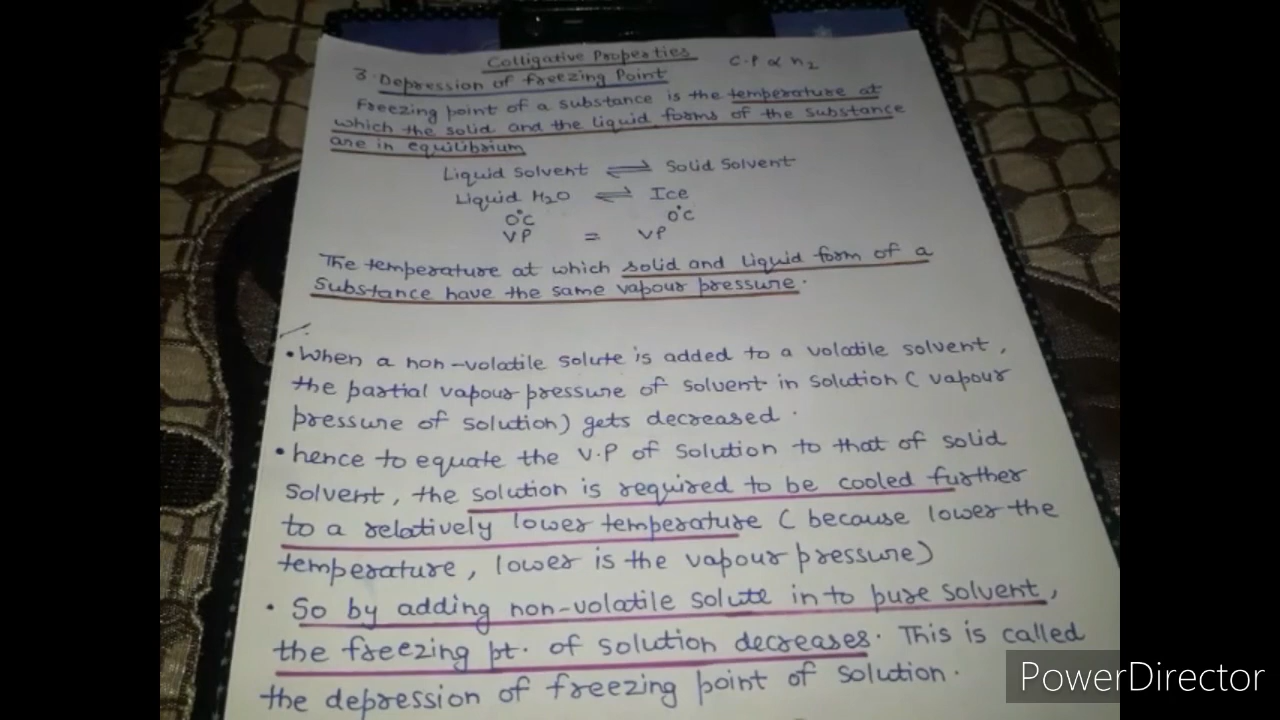 Colligative Properties
C.P ∝ n₂
3. Depression of freezing Point
Freezing point of a substance is the temperature at
which the solid and the liquid forms of the substance
are in equilibrium
Liquid Solvent ⇌ Solid Solvent
Liquid H₂O ⇌ Ice
0°C 0°C
VP = VP
The temperature at which solid and liquid form of a
Substance have the same vapour pressure.
• When a non-volatile solute is added to a volatile solvent,
the partial vapour pressure of solvent in solution ( vapour
pressure of solution) gets decreased.
• hence to equate the V.P of Solution to that of solid
Solvent, the solution is required to be cooled further
to a relatively lower temperature ( because lower the
temperature, lower is the vapour pressure)
• So by adding non-volatile solute in to pure solvent,
the freezing pt. of solution decreases. This is called
the depression of freezing point of solution.
PowerDirector